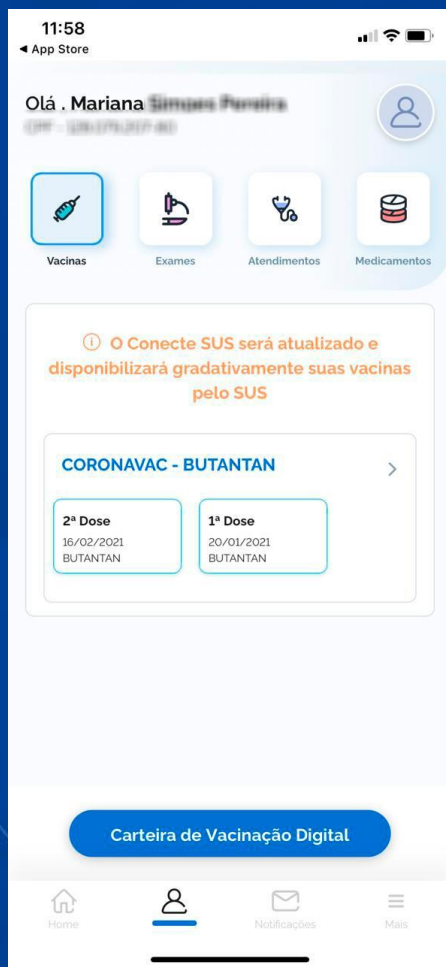 11:58
◀ App Store
Olá . Mariana
Vacinas
Exames
Atendimentos
Medicamentos
O Conecte SUS será atualizado e
disponibilizará gradativamente suas vacinas
pelo SUS
CORONAVAC - BUTANTAN
2ª Dose
16/02/2021
BUTANTAN
1ª Dose
20/01/2021
BUTANTAN
Carteira de Vacinação Digital
Home
Notificações
Mais